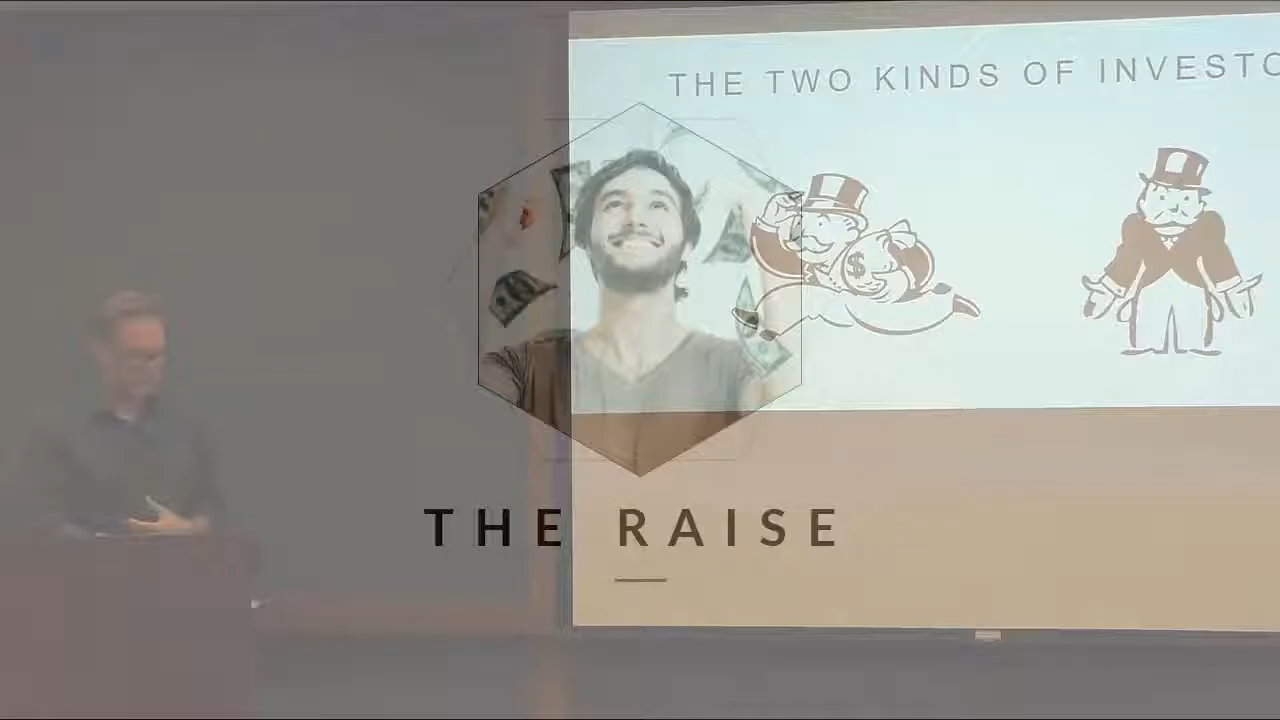 THE TWO KINDS OF INVESTO
$
THE RAISE